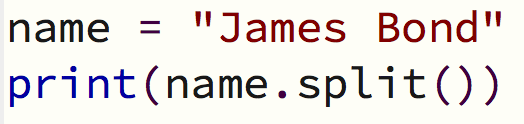 name = "James Bond"
print(name.split())